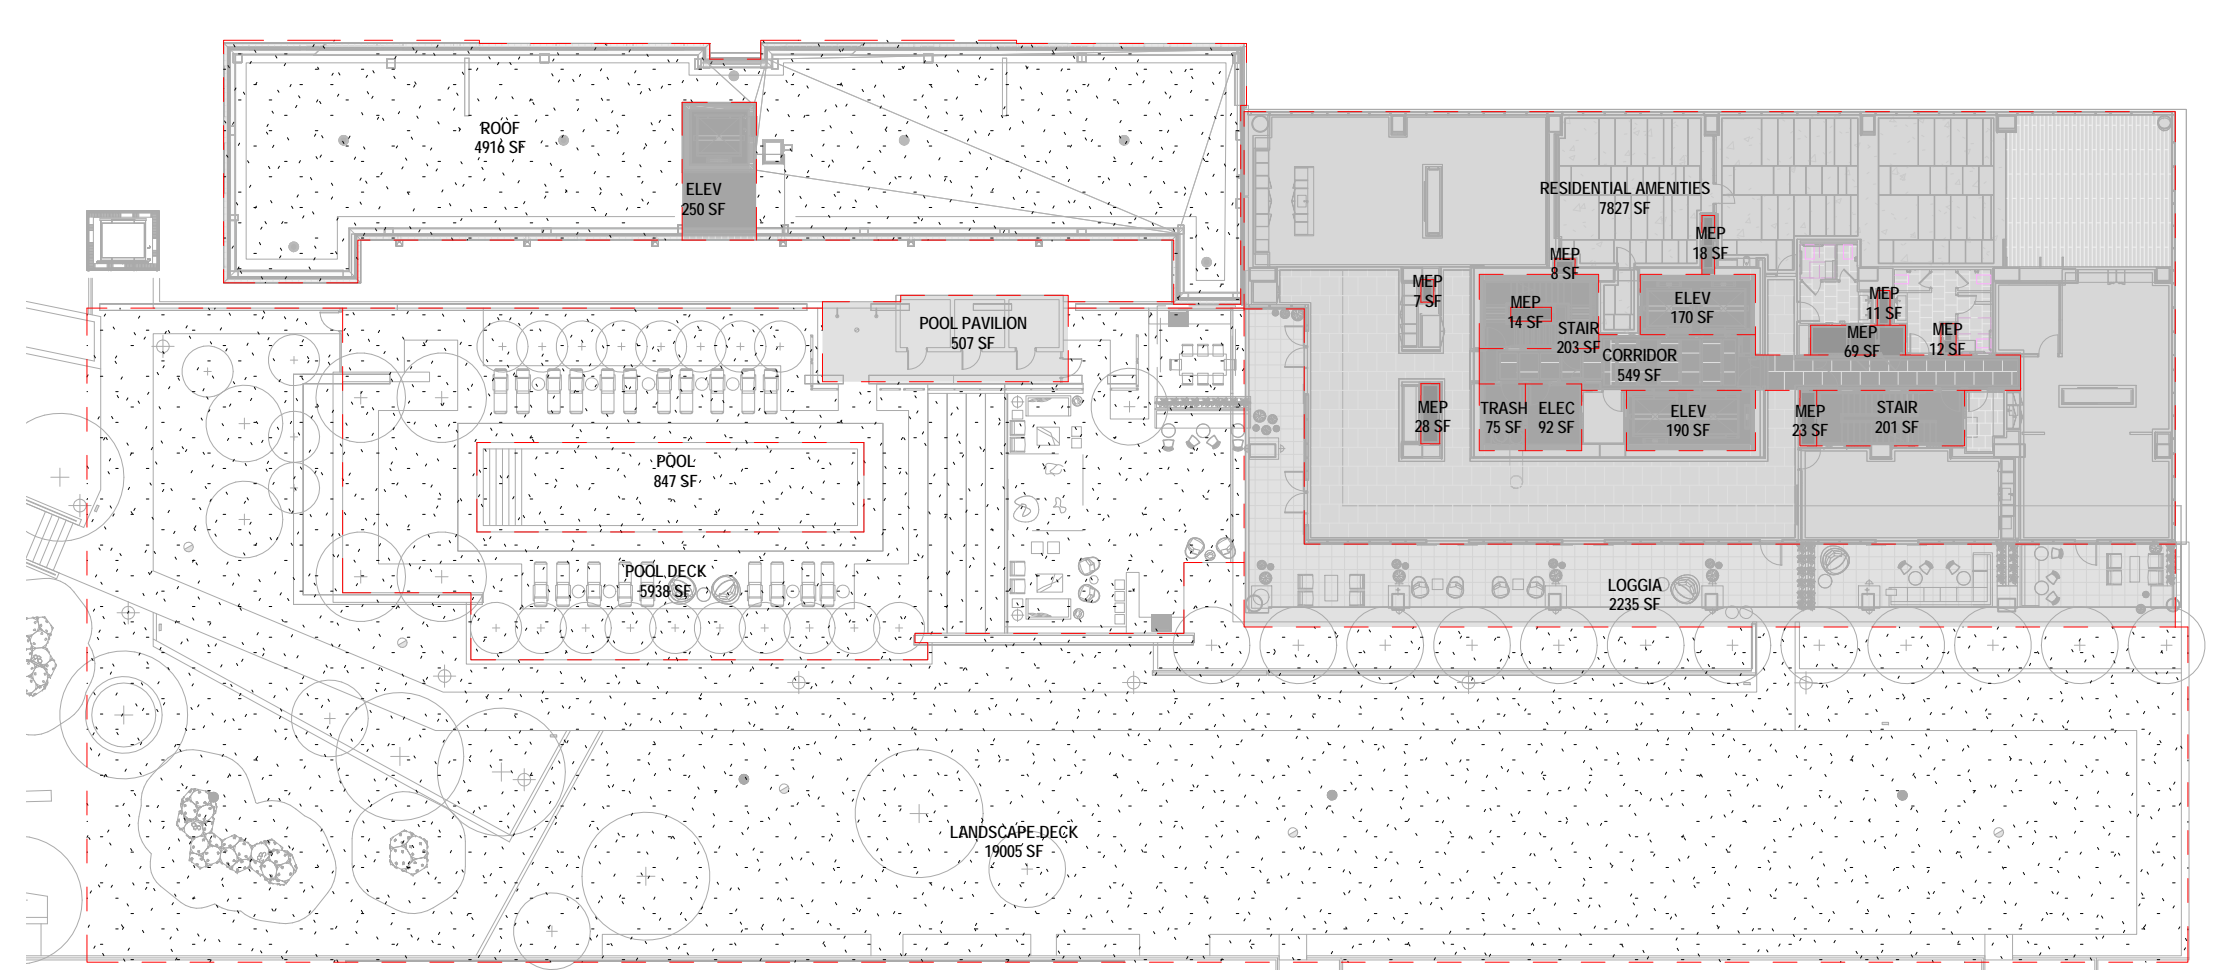 ROOF
4916 SF
ELEV
250 SF
RESIDENTIAL AMENITIES
7827 SF
MEP
18 SF
MEP
8 SF
MEP
7 SF
MEP
14 SF
STAIR
203 SF
ELEV
170 SF
MEP
11 SF
MEP
69 SF
MEP
12 SF
CORRIDOR
549 SF
POOL PAVILION
507 SF
MEP
28 SF
TRASH
75 SF
ELEC
92 SF
ELEV
190 SF
MEP
23 SF
STAIR
201 SF
POOL
847 SF
POOL DECK
5938 SF
LOGGIA
2235 SF
LANDSCAPE DECK
19005 SF